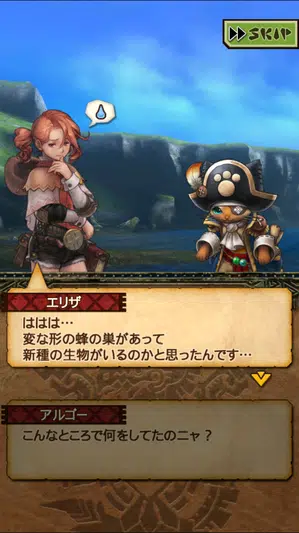 SKIP
エリザ
ははは…
変な形の蜂の巣があって
新種の生物がいるのかと思ったんです…
アルゴー
こんなところで何をしてたのニャ？